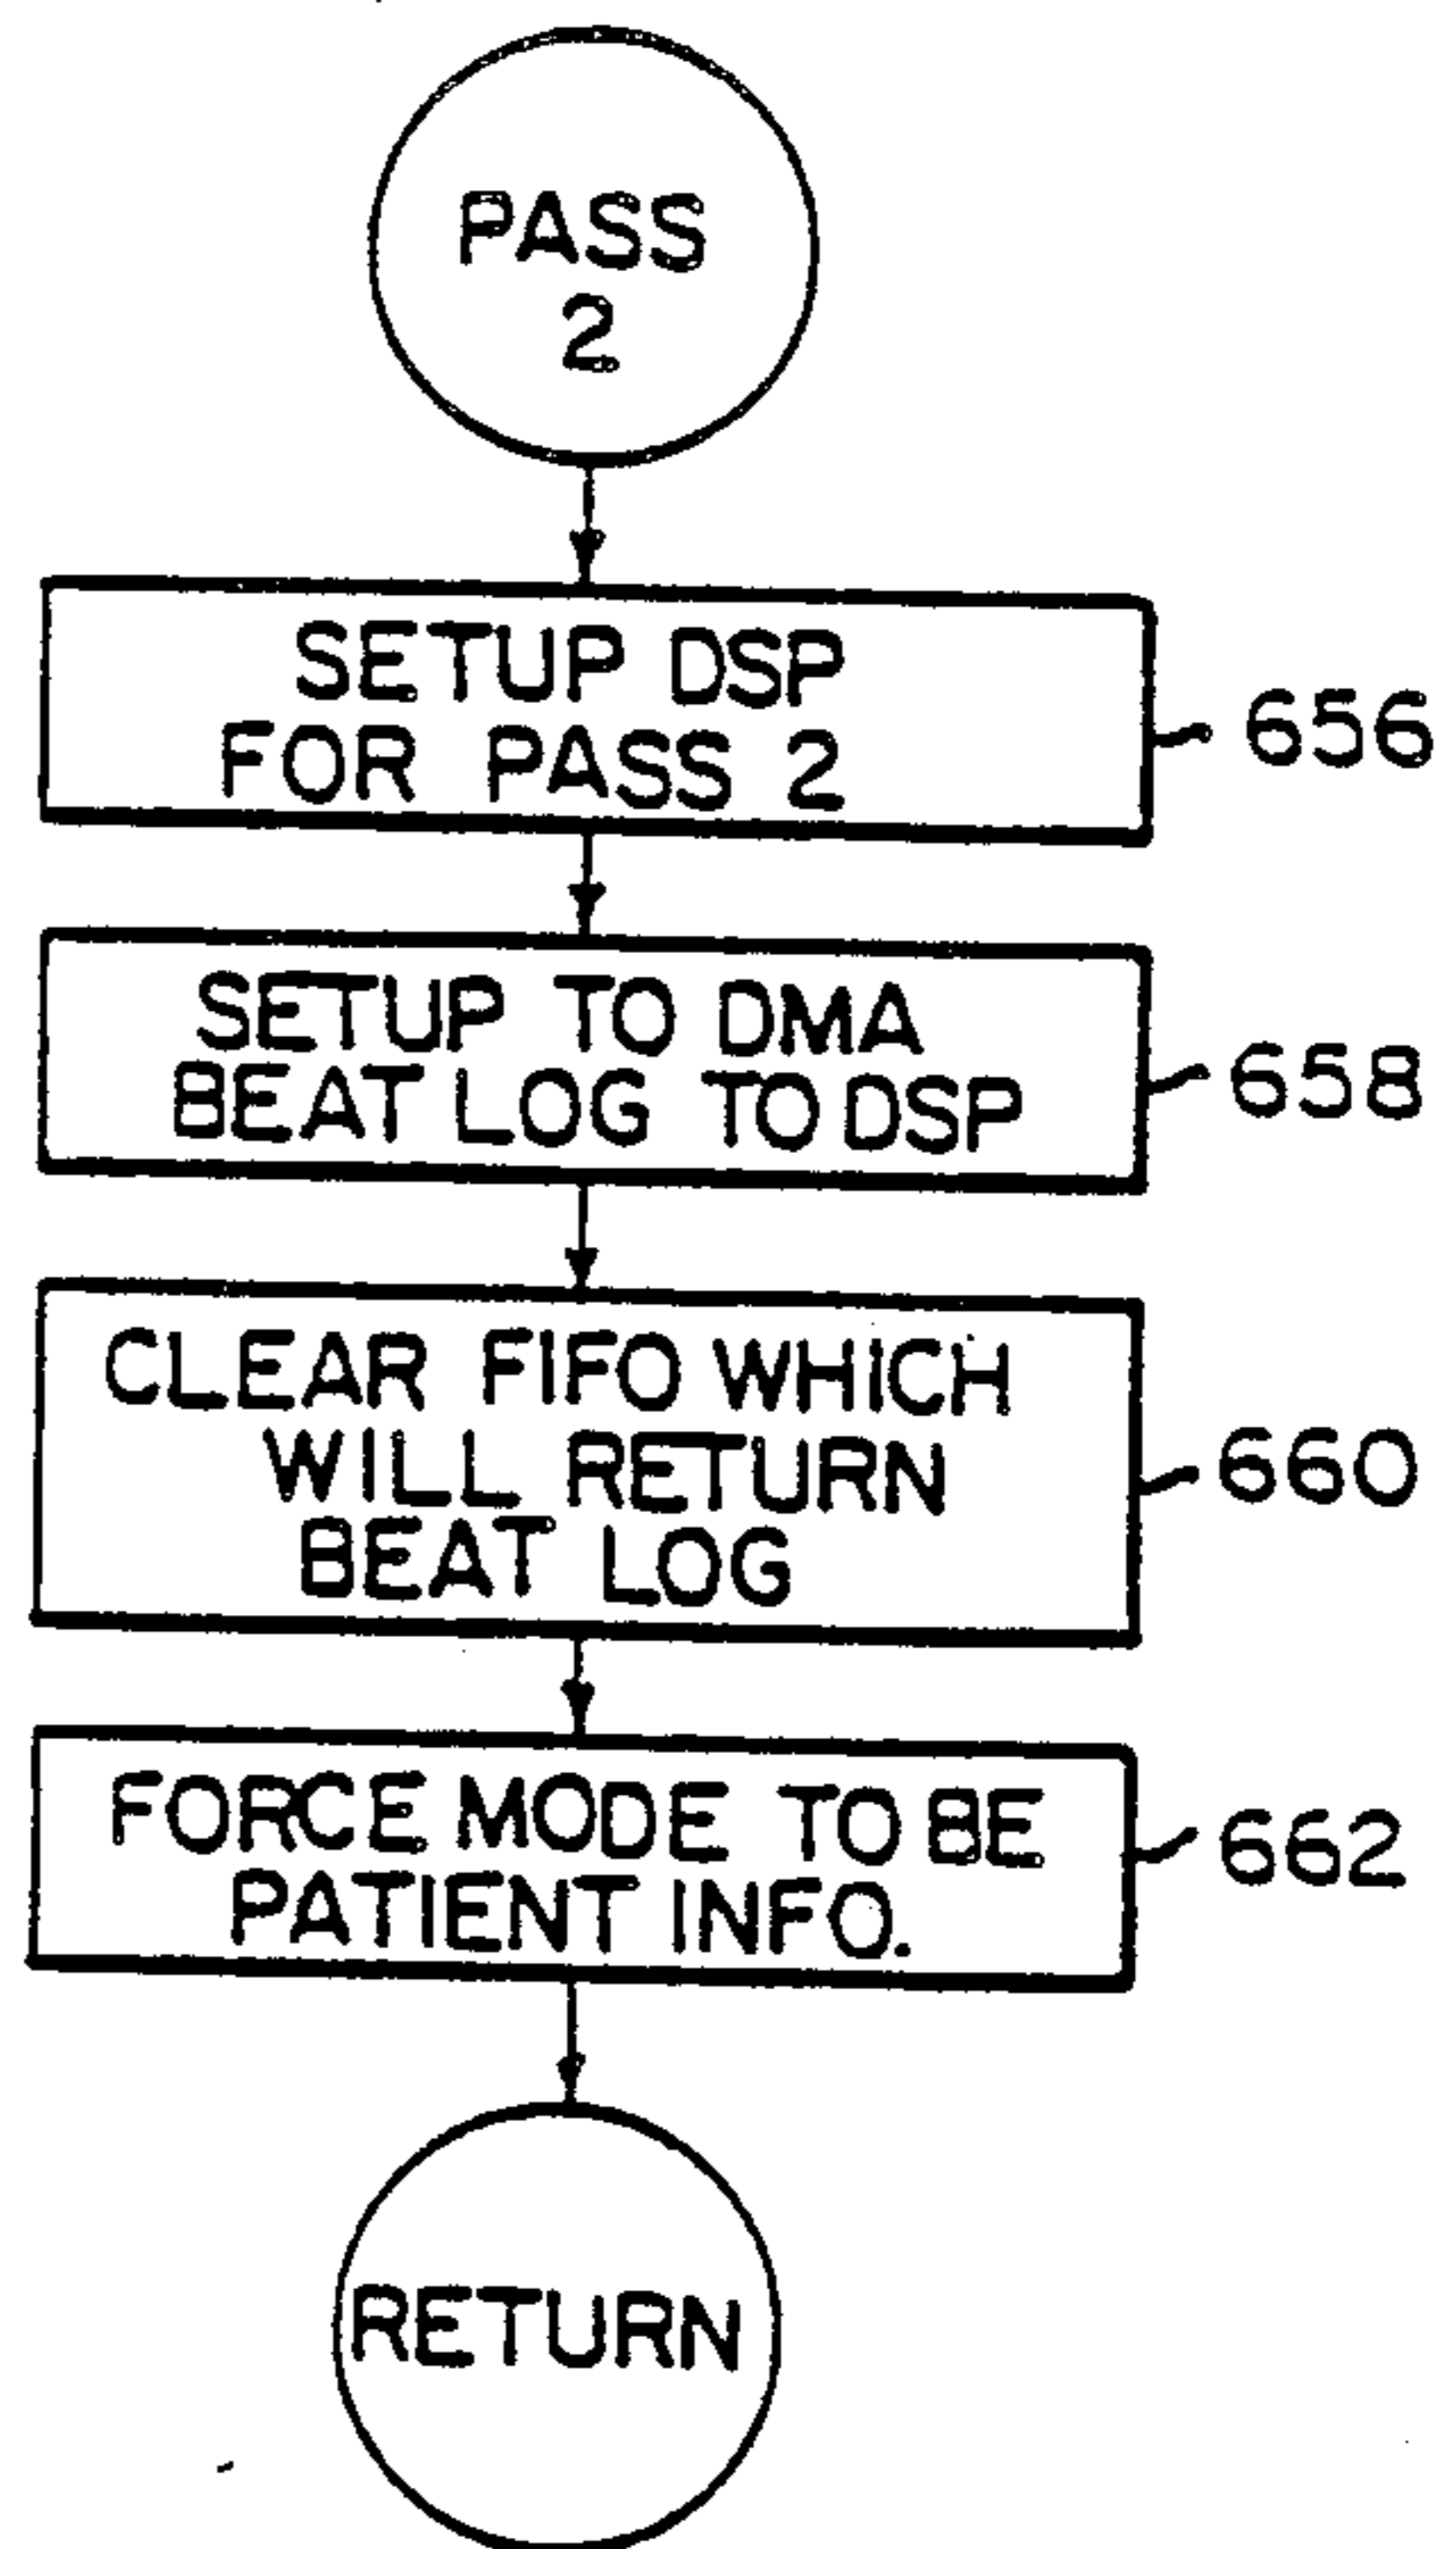 PASS
2
SETUP DSP
FOR PASS 2
656
SETUP TO DMA
BEAT LOG TO DSP
658
CLEAR FIFO WHICH
WILL RETURN
BEAT LOG
660
FORCE MODE TO BE
PATIENT INFO.
662
RETURN